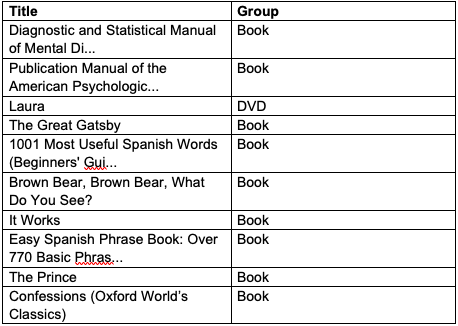 Title Group
Diagnostic and Statistical Manual Book
of Mental Di...
Publication Manual of the Book
American Psychologic...
Laura DVD
The Great Gatsby Book
1001 Most Useful Spanish Words Book
(Beginners' Gui...
Brown Bear, Brown Bear, What Book
Do You See?
It Works Book
Easy Spanish Phrase Book: Over Book
770 Basic Phras...
The Prince Book
Confessions (Oxford World’s Book
Classics)